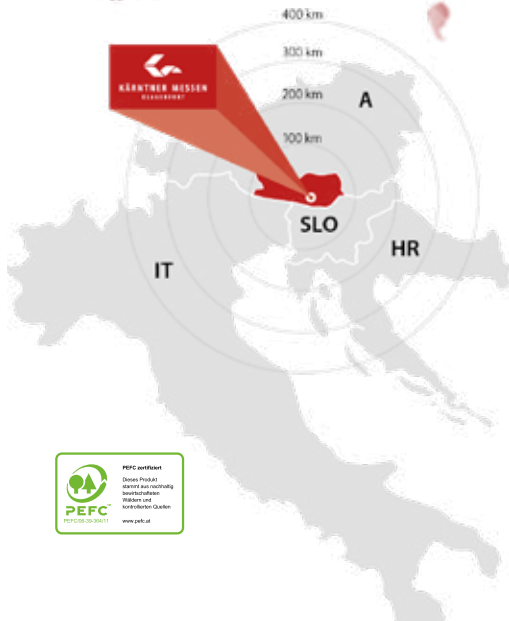 400 km
300 km
200 km
100 km
KÄRNTNER MESSEN
KLAGENFURT
A
SLO
HR
IT
PEFC zertifiziert
Dieses Produkt
stammt aus nachhaltig
bewirtschafteten
Wäldern und
kontrollierten Quellen
www.pefc.at
PEFC™